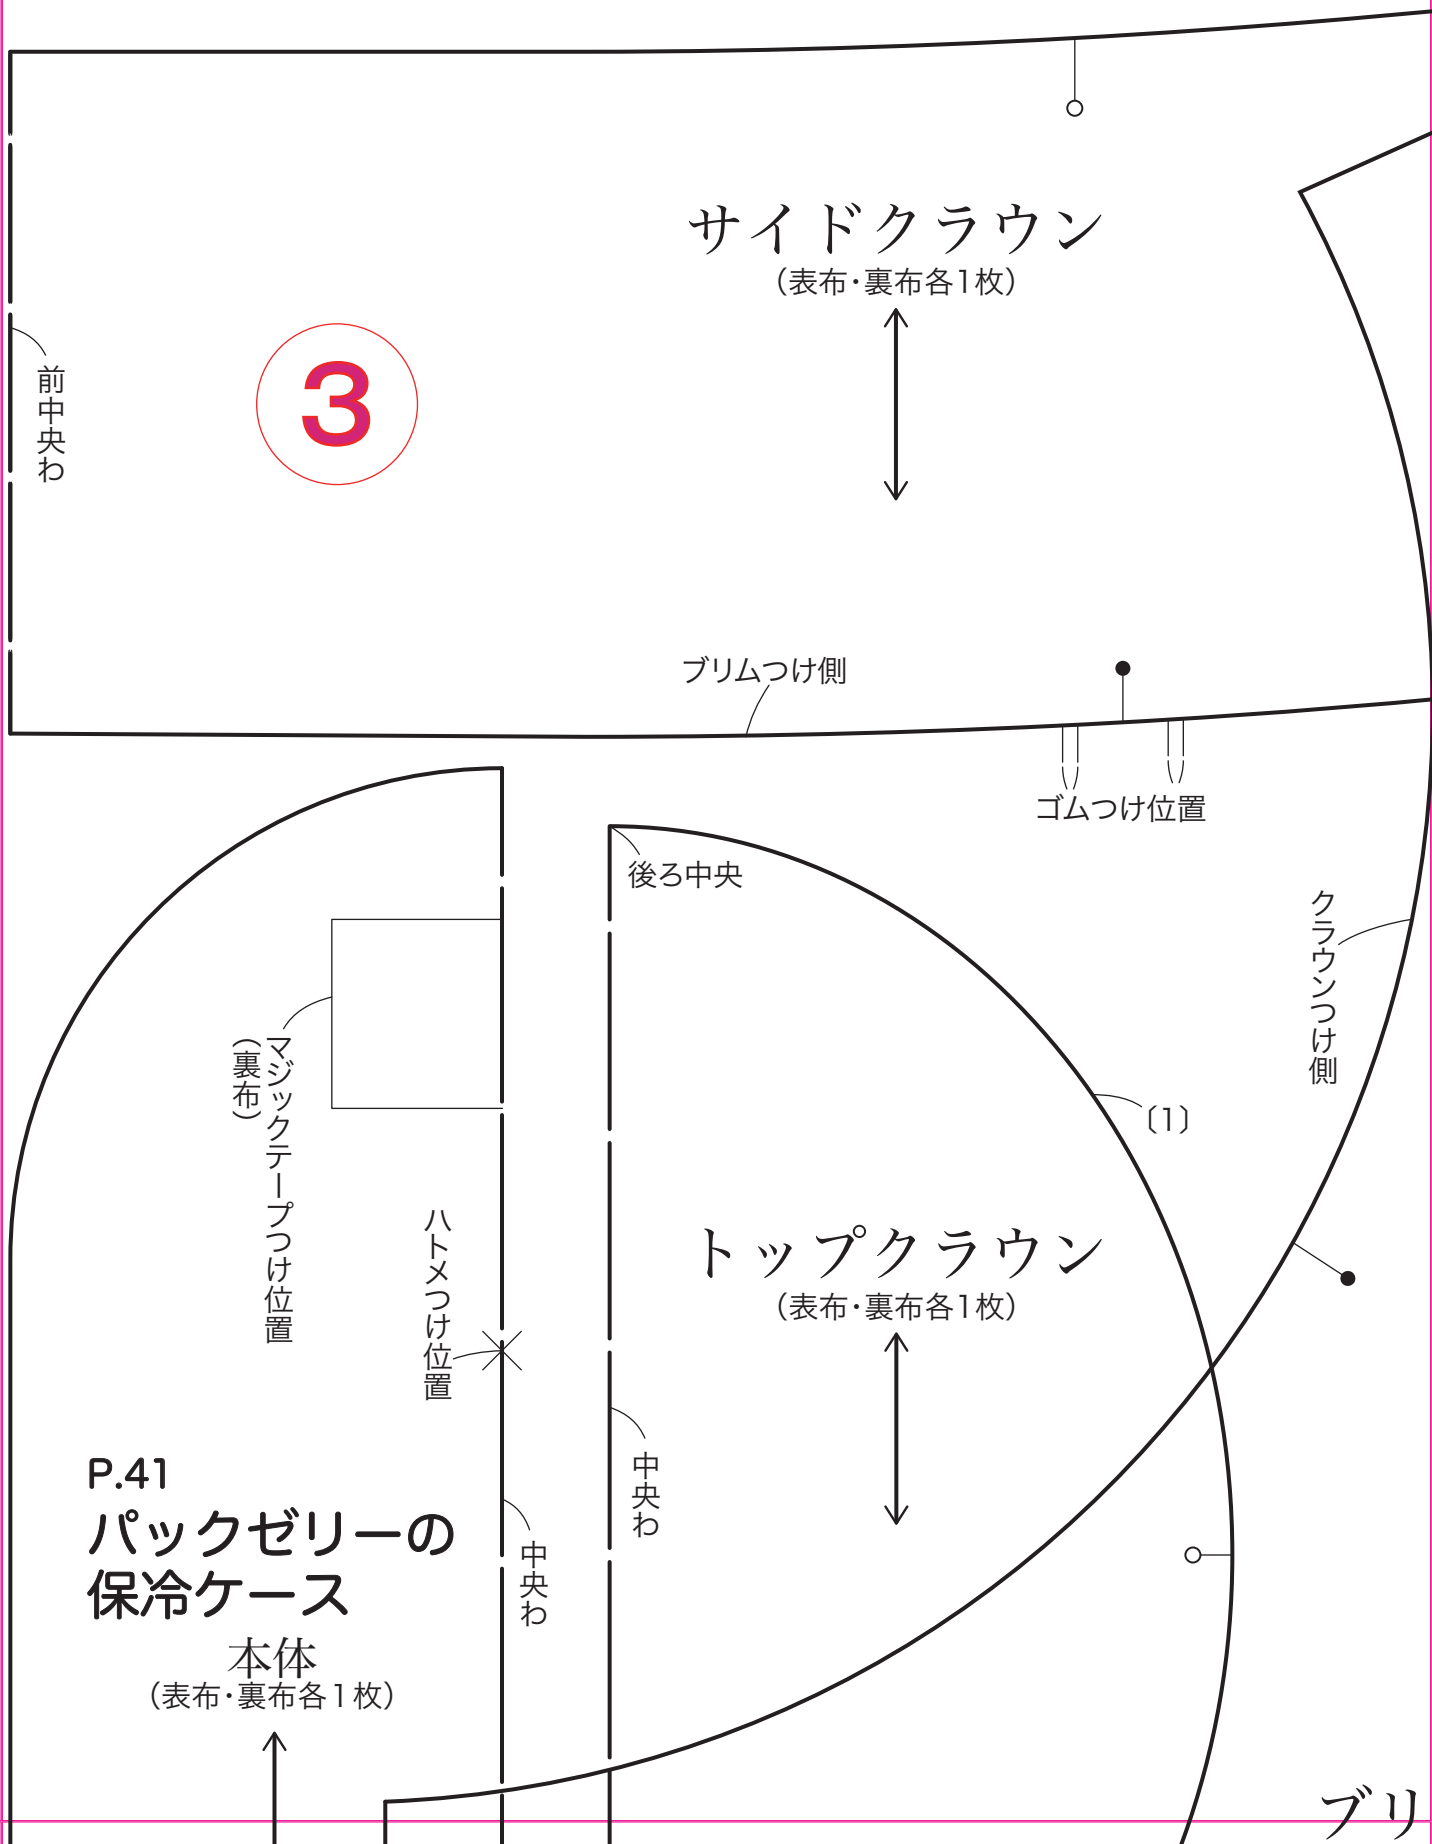 サイドクラウン
（表布・裏布各1枚）
3
前中央わ
ブリムつけ側
ゴムつけ位置
後ろ中央
クラウンつけ側
マジックテープつけ位置
（裏布）
〔1〕
ハトメつけ位置
トップクラウン
（表布・裏布各1枚）
中央わ
P.41
パックゼリーの
保冷ケース
中央わ
本体
（表布・裏布各1枚）
ブリ